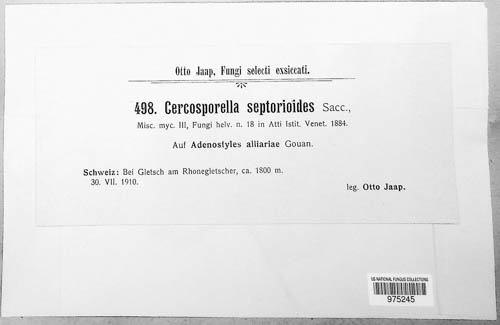 Otto Jaap, Fungi selecti exsiccati.
498. Cercosporella septorioides Sacc.,
Misc. myc. III, Fungi helv. n. 18 in Atti Istit. Venet. 1884.
Auf Adenostyles alliariae Gouan.
Schweiz: Bei Gletsch am Rhonegletscher, ca. 1800 m.
30. VII. 1910.
leg. Otto Jaap.
US NATIONAL FUNGUS COLLECTIONS
975245